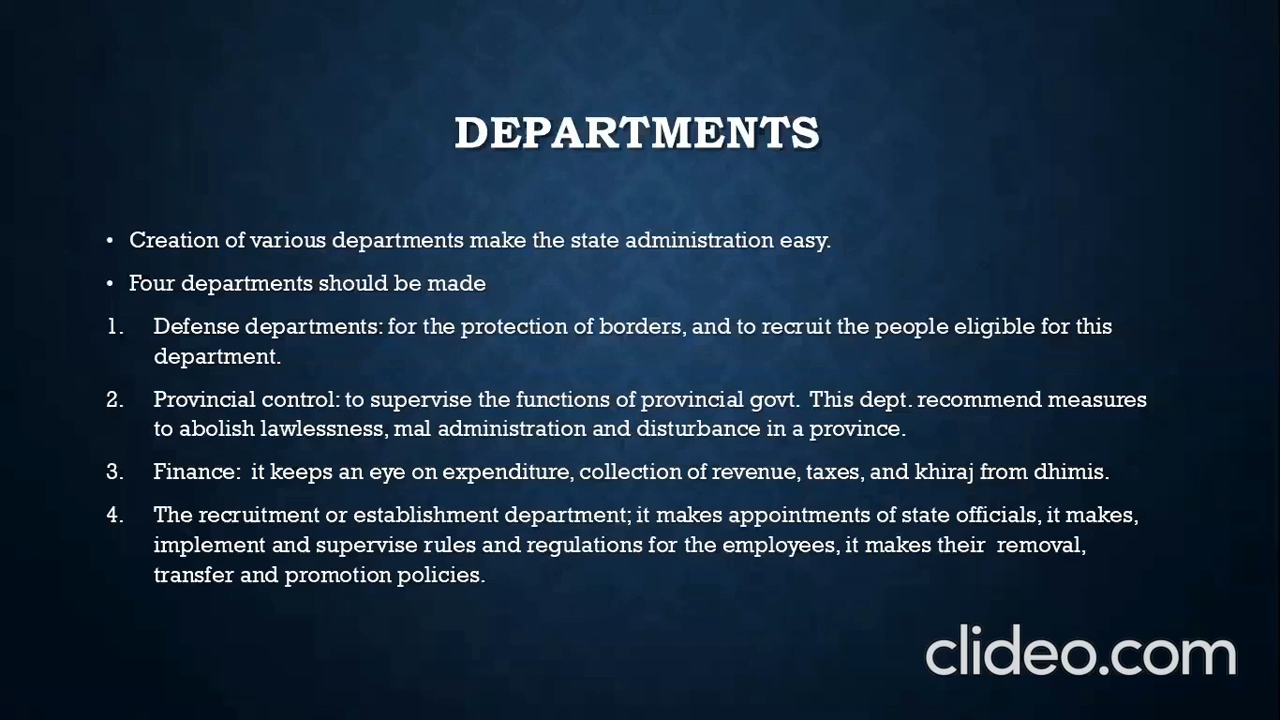 DEPARTMENTS
• Creation of various departments make the state administration easy.
• Four departments should be made
1. Defense departments: for the protection of borders, and to recruit the people eligible for this
department.
2. Provincial control: to supervise the functions of provincial govt. This dept. recommend measures
to abolish lawlessness, mal administration and disturbance in a province.
3. Finance: it keeps an eye on expenditure, collection of revenue, taxes, and khiraj from dhimis.
4. The recruitment or establishment department; it makes appointments of state officials, it makes,
implement and supervise rules and regulations for the employees, it makes their removal,
transfer and promotion policies.
clideo.com